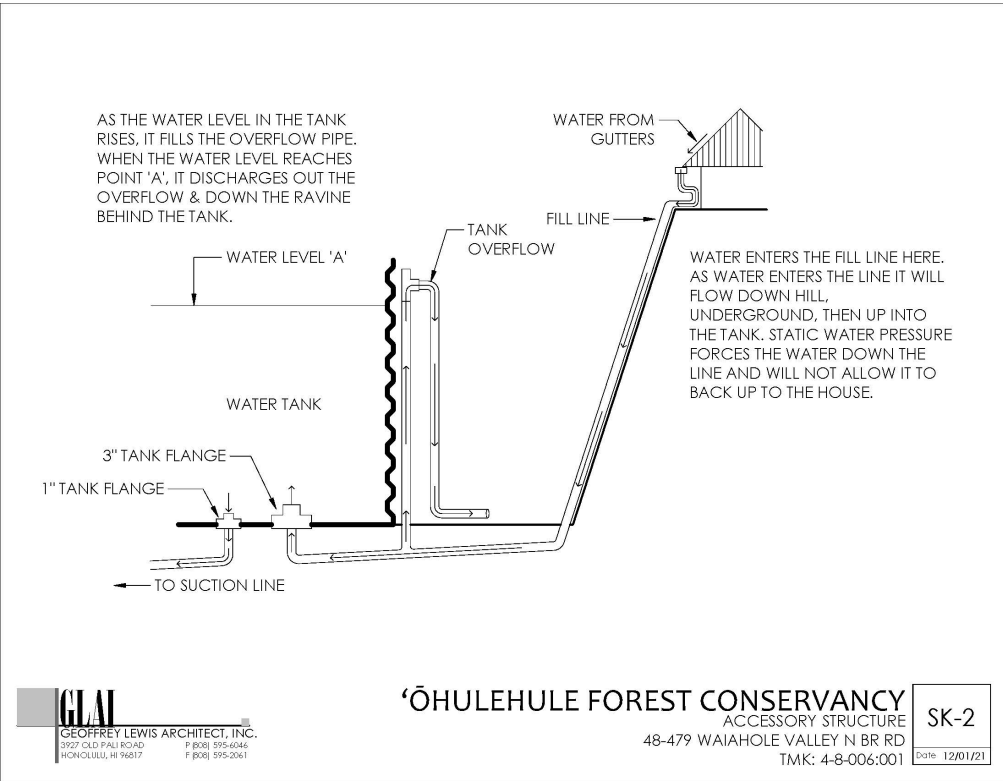 AS THE WATER LEVEL IN THE TANK
RISES, IT FILLS THE OVERFLOW PIPE.
WHEN THE WATER LEVEL REACHES
POINT 'A', IT DISCHARGES OUT THE
OVERFLOW & DOWN THE RAVINE
BEHIND THE TANK.
WATER FROM
GUTTERS
FILL LINE
TANK
OVERFLOW
WATER LEVEL 'A'
WATER ENTERS THE FILL LINE HERE.
AS WATER ENTERS THE LINE IT WILL
FLOW DOWN HILL,
UNDERGROUND, THEN UP INTO
THE TANK. STATIC WATER PRESSURE
FORCES THE WATER DOWN THE
LINE AND WILL NOT ALLOW IT TO
BACK UP TO THE HOUSE.
WATER TANK
3" TANK FLANGE
1" TANK FLANGE
TO SUCTION LINE
GLAI
GEOFFREY LEWIS ARCHITECT, INC.
3927 OLD PALI ROAD P (808) 595-6046
HONOLULU, HI 96817 F (808) 595-2061
‘ŌHULEHULE FOREST CONSERVANCY
ACCESSORY STRUCTURE
48-479 WAIAHOLE VALLEY N BR RD
TMK: 4-8-006:001
SK-2
Date 12/01/21